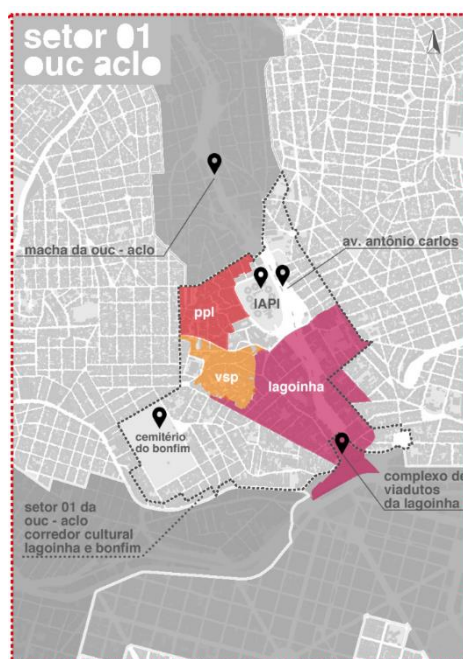 setor 01
ouc aclo
macha da ouc - aclo
av. antônio carlos
IAPI
ppl
vsp
lagoinha
cemitério
do bonfim
setor 01 da
ouc - aclo
corredor cultural
lagoinha e bonfim
complexo de
viadutos
da lagoinha